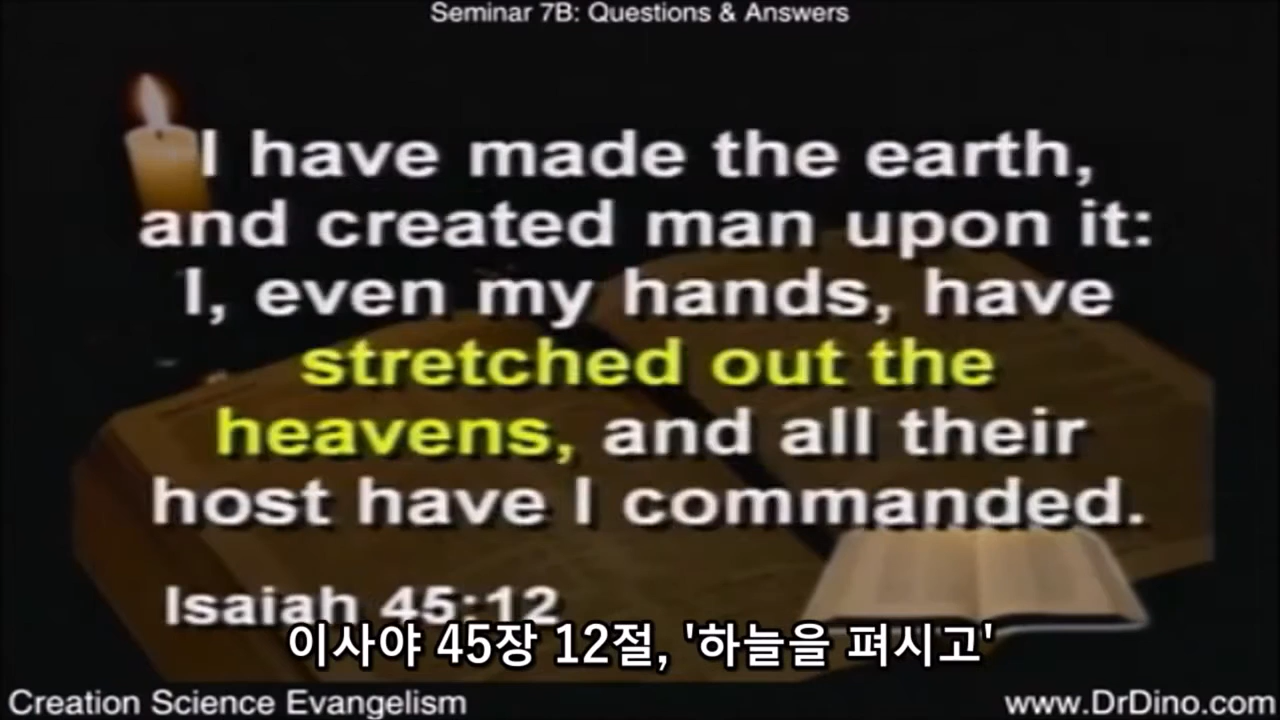 Seminar 7B: Questions & Answers
I have made the earth,
and created man upon it:
I, even my hands, have
stretched out the
heavens, and all their
host have I commanded.
Isaiah 45:12
이사야 45장 12절, '하늘을 펴시고'
Creation Science Evangelism
www.DrDino.com